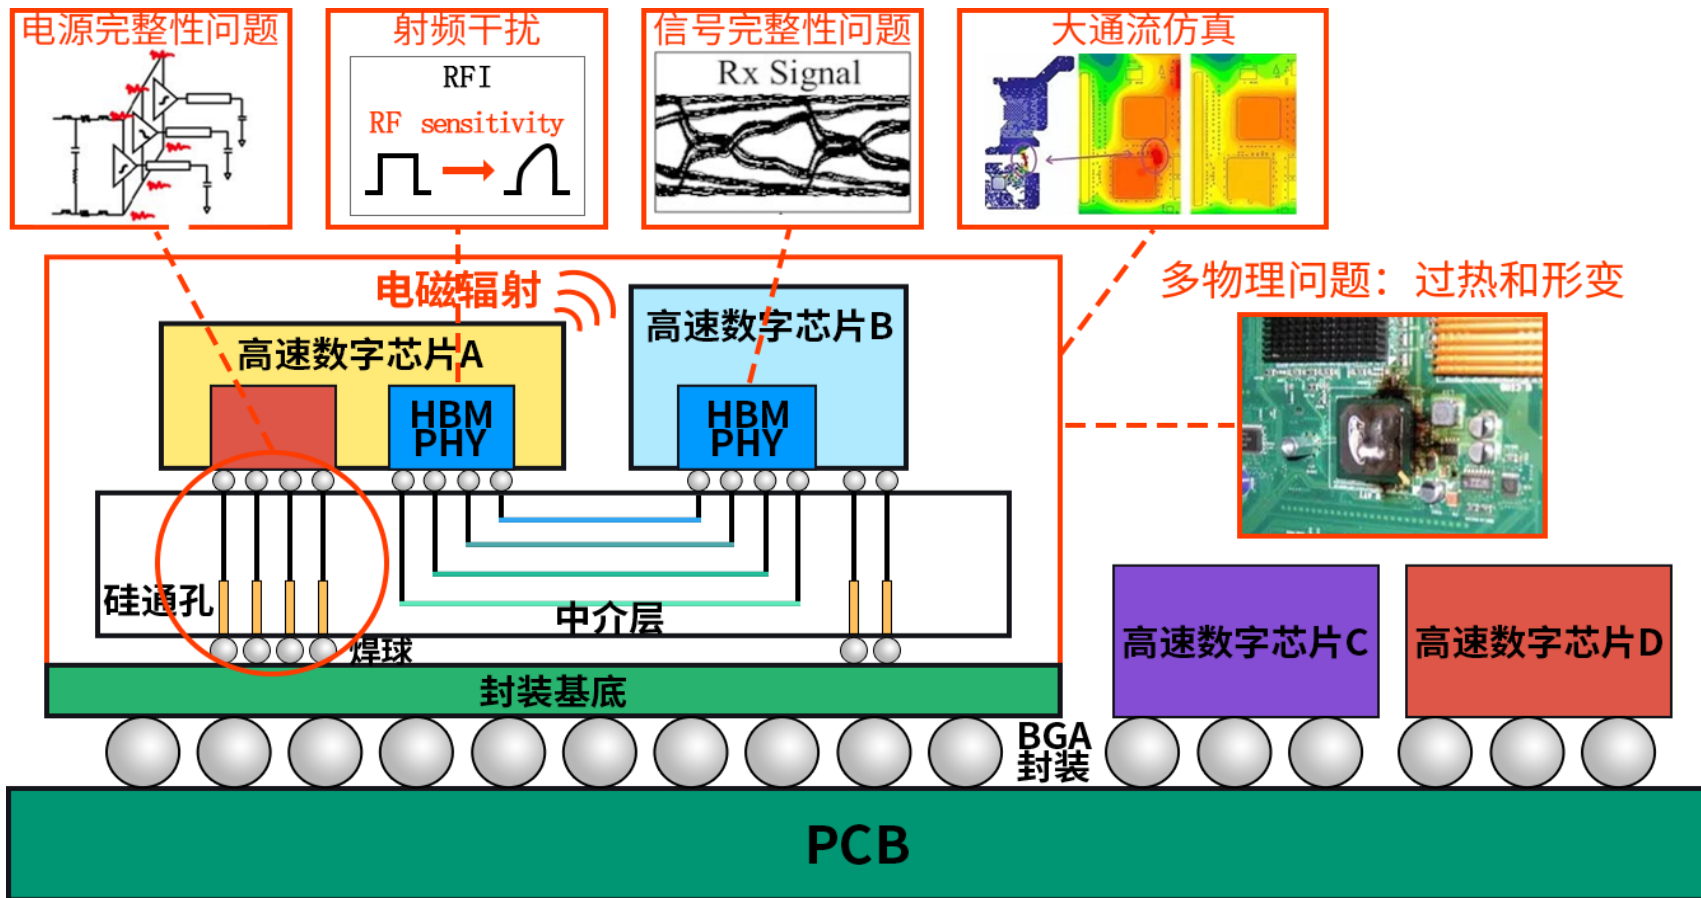 电源完整性问题
射频干扰
信号完整性问题
大通流仿真
RFI
RF sensitivity
Rx Signal
电磁辐射
多物理问题：过热和形变
高速数字芯片A
高速数字芯片B
HBM
PHY
HBM
PHY
硅通孔
中介层
焊球
封装基底
高速数字芯片C
高速数字芯片D
BGA
封装
PCB